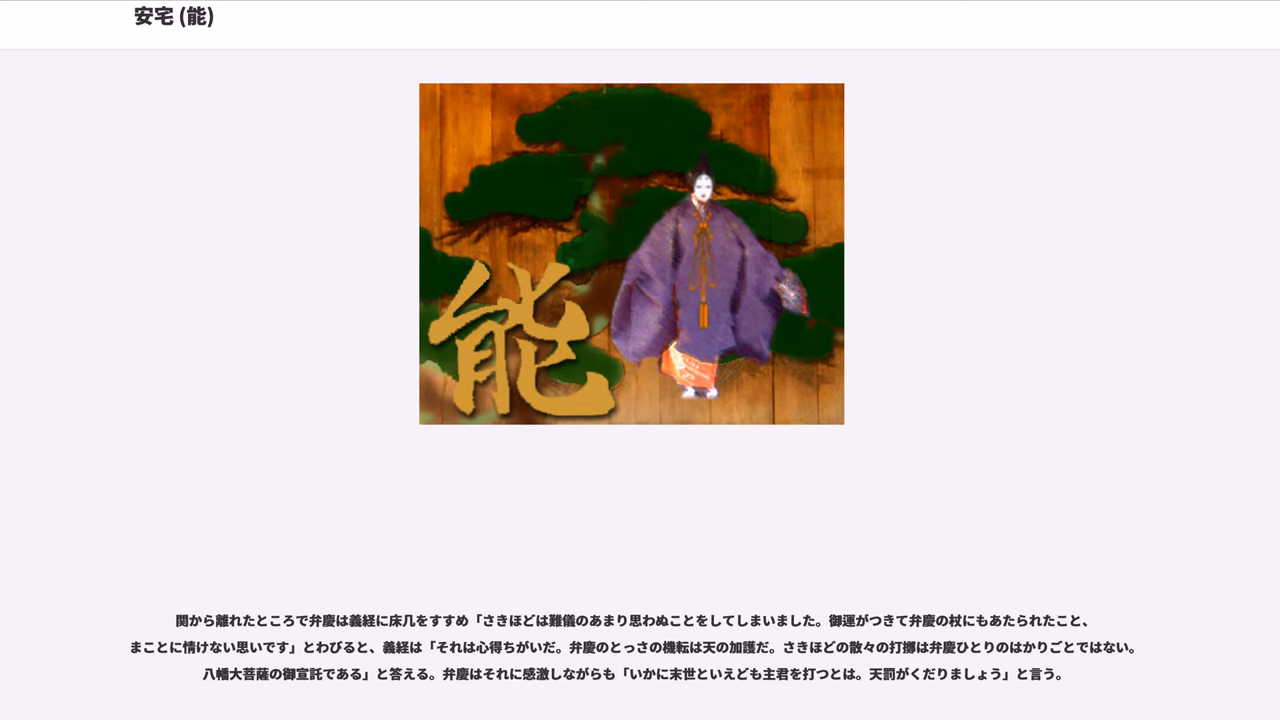 安宅 (能)
能
関から離れたところで弁慶は義経に床几をすすめ「さきほどは難儀のあまり思わぬことをしてしまいました。御運がつきて弁慶の杖にもあたられたこと、
まことに情けない思いです」とわびると、義経は「それは心得ちがいだ。弁慶のとっさの機転は天の加護だ。さきほどの散々の打擲は弁慶ひとりのはかりごとではない。
八幡大菩薩の御宣託である」と答える。弁慶はそれに感激しながらも「いかに末世といえども主君を打つとは。天罰がくだりましょう」と言う。